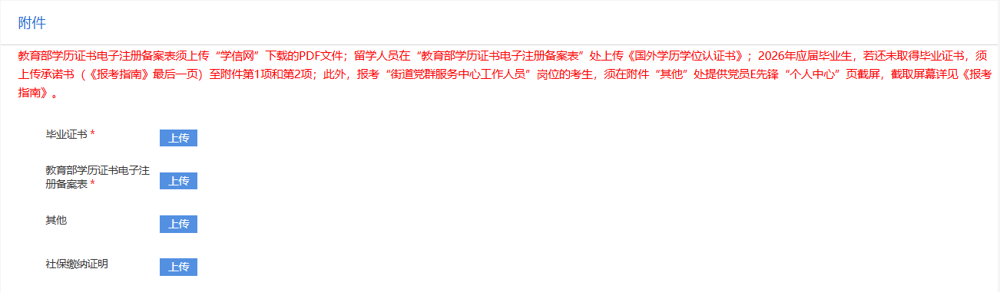 附件
教育部学历证书电子注册备案表须上传“学信网”下载的PDF文件；留学人员在“教育部学历证书电子注册备案表”处上传《国外学历学位认证书》；2026年应届毕业生，若还未取得毕业证书，须
上传承诺书（《报考指南》最后一页）至附件第1项和第2项；此外，报考“街道党群服务中心工作人员”岗位的考生，须在附件“其他”处提供党员E先锋“个人中心”页截屏，截取屏幕详见《报考
指南》。
毕业证书 * 上传
教育部学历证书电子注
册备案表 * 上传
其他 上传
社保缴纳证明 上传